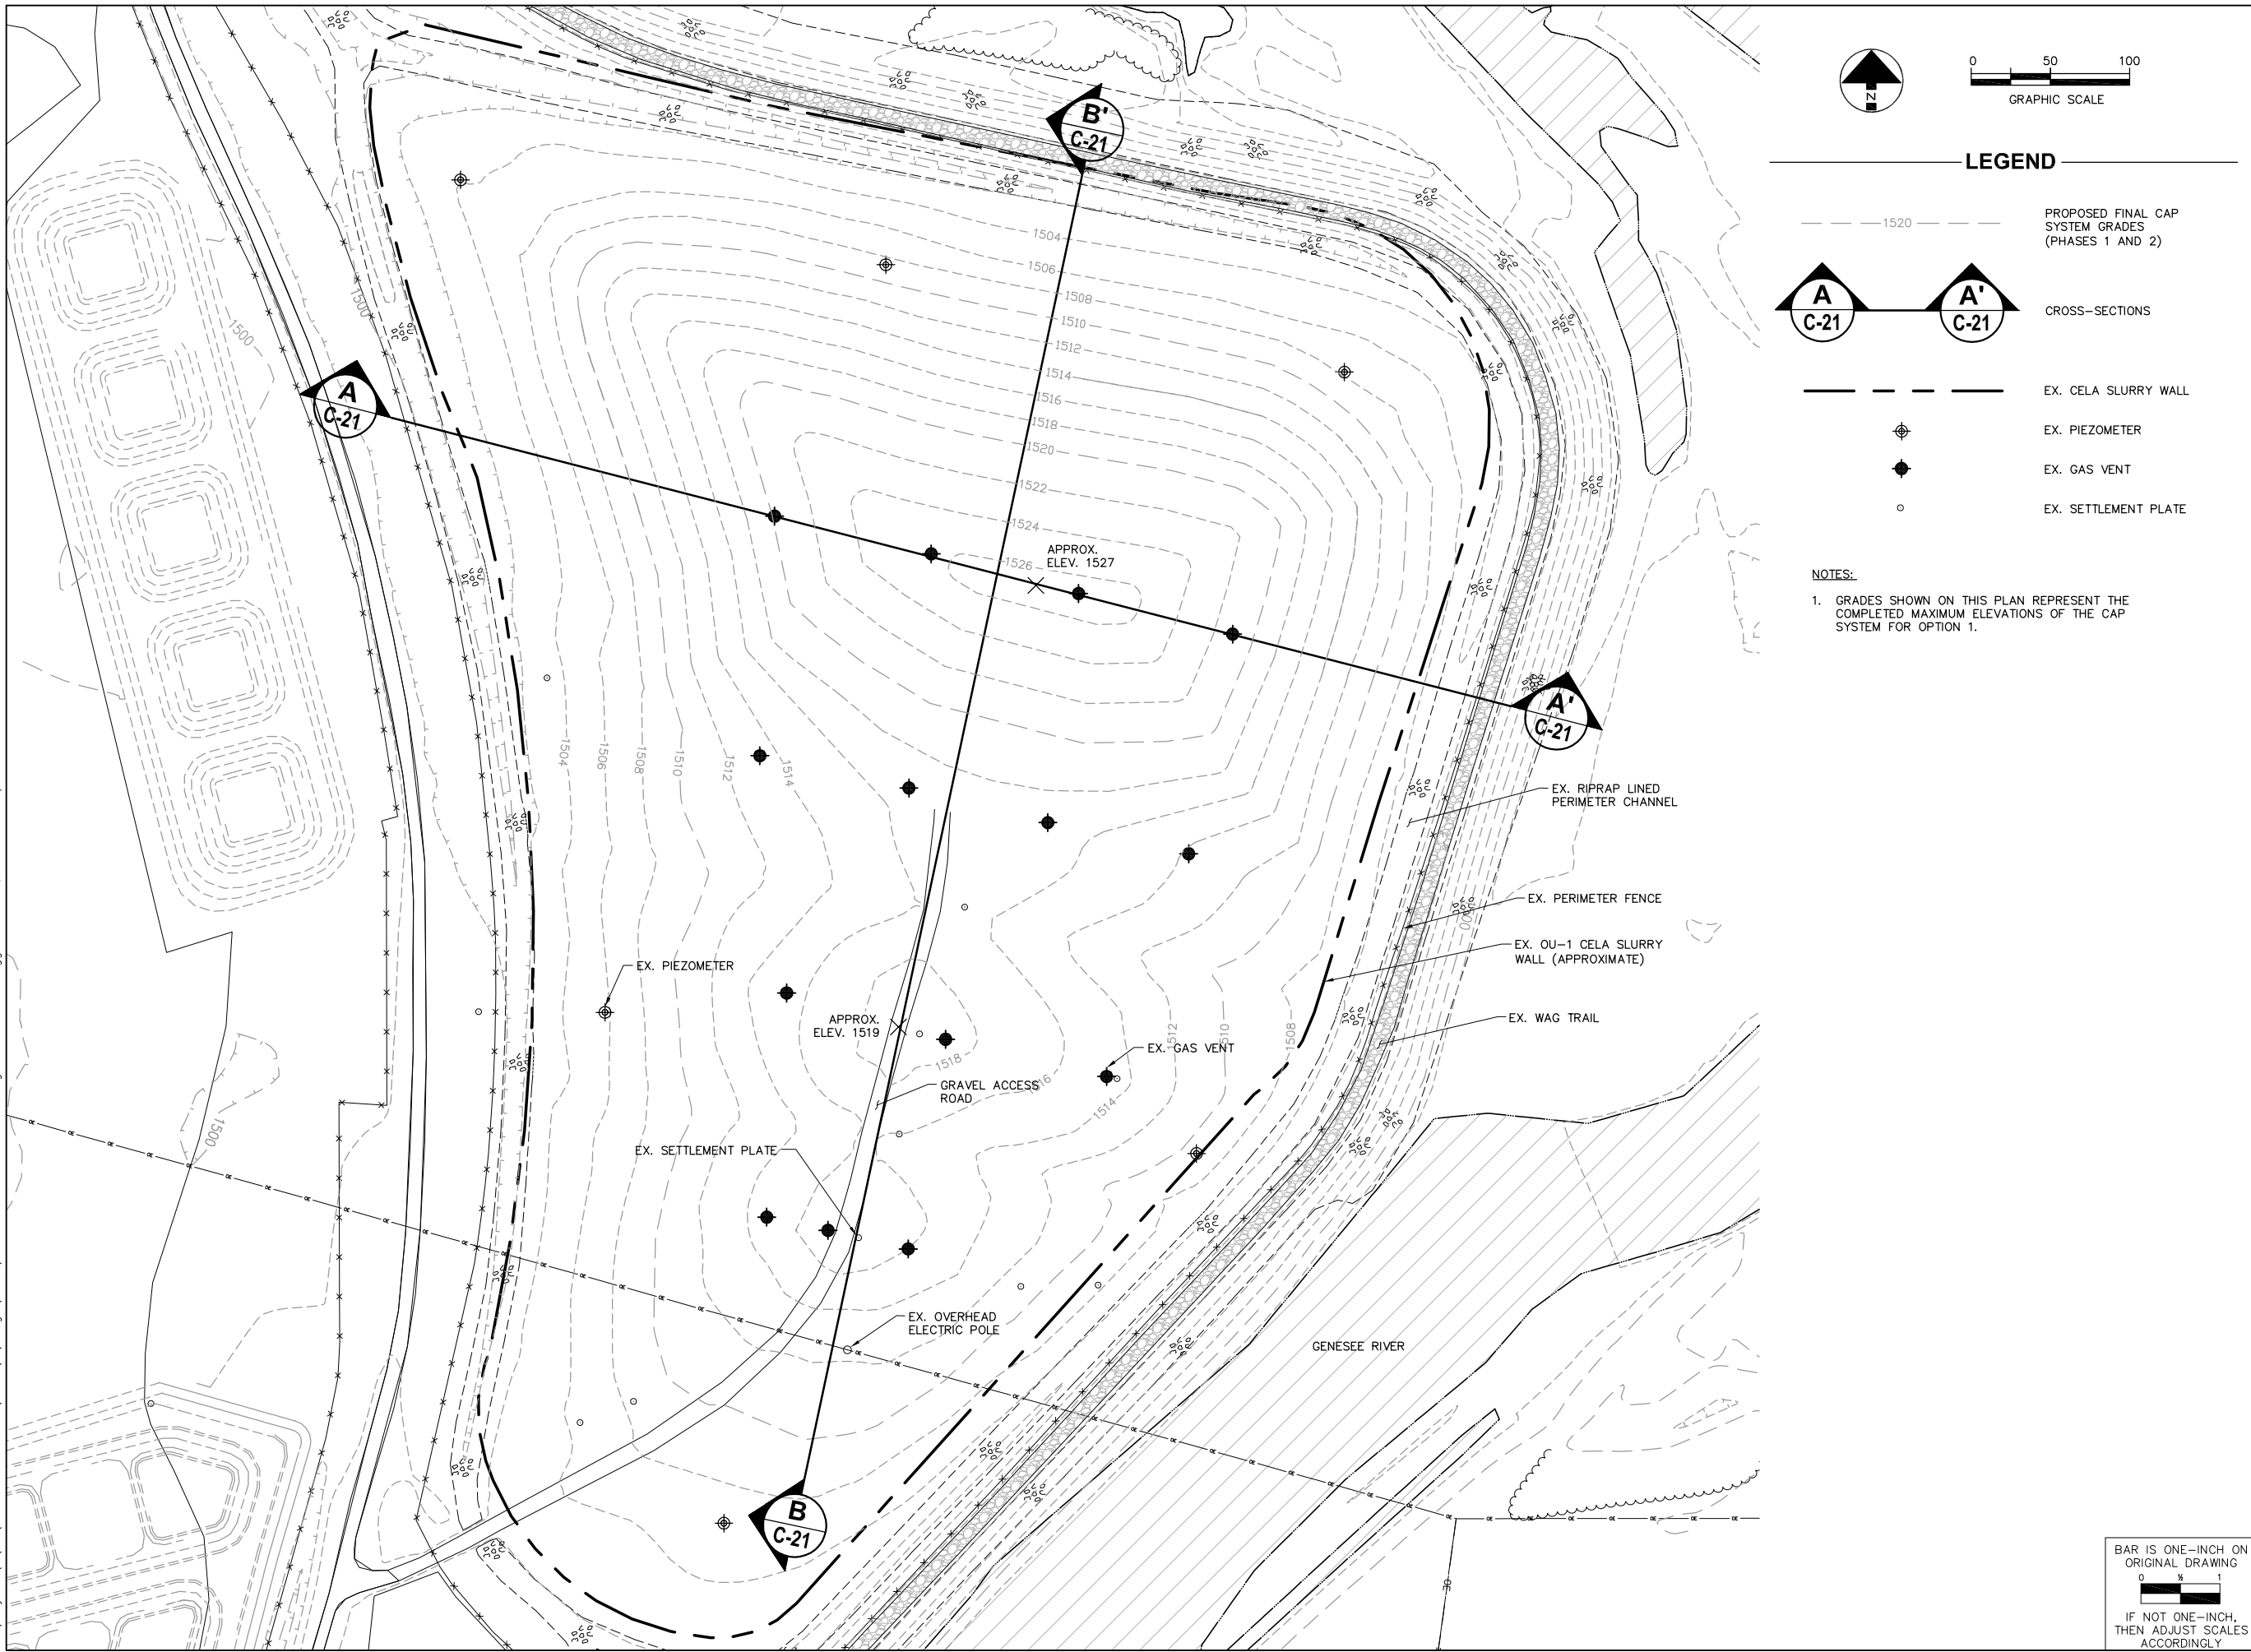 0 50 100
GRAPHIC SCALE
N
LEGEND
1520
PROPOSED FINAL CAP
SYSTEM GRADES
(PHASES 1 AND 2)
A
C-21
A'
C-21
CROSS-SECTIONS
EX. CELA SLURRY WALL
EX. PIEZOMETER
EX. GAS VENT
EX. SETTLEMENT PLATE
NOTES:
1. GRADES SHOWN ON THIS PLAN REPRESENT THE
COMPLETED MAXIMUM ELEVATIONS OF THE CAP
SYSTEM FOR OPTION 1.
B'
C-21
1504
1506
1508
1510
1512
1514
1516
1518
1520
1522
1524
1526
1500
1500
A
C-21
APPROX.
ELEV. 1527
A'
C-21
1504
1506
1508
1510
1512
1514
EX. RIPRAP LINED
PERIMETER CHANNEL
EX. PERIMETER FENCE
EX. OU-1 CELA SLURRY
WALL (APPROXIMATE)
EX. PIEZOMETER
EX. WAG TRAIL
APPROX.
ELEV. 1519
1512
1510
1508
EX. GAS VENT
1518
1516
1514
GRAVEL ACCESS
ROAD
1500
EX. SETTLEMENT PLATE
EX. OVERHEAD
ELECTRIC POLE
GENESEE RIVER
B
C-21
OE
BAR IS ONE-INCH ON
ORIGINAL DRAWING
0 ½ 1
IF NOT ONE-INCH,
THEN ADJUST SCALES
ACCORDINGLY